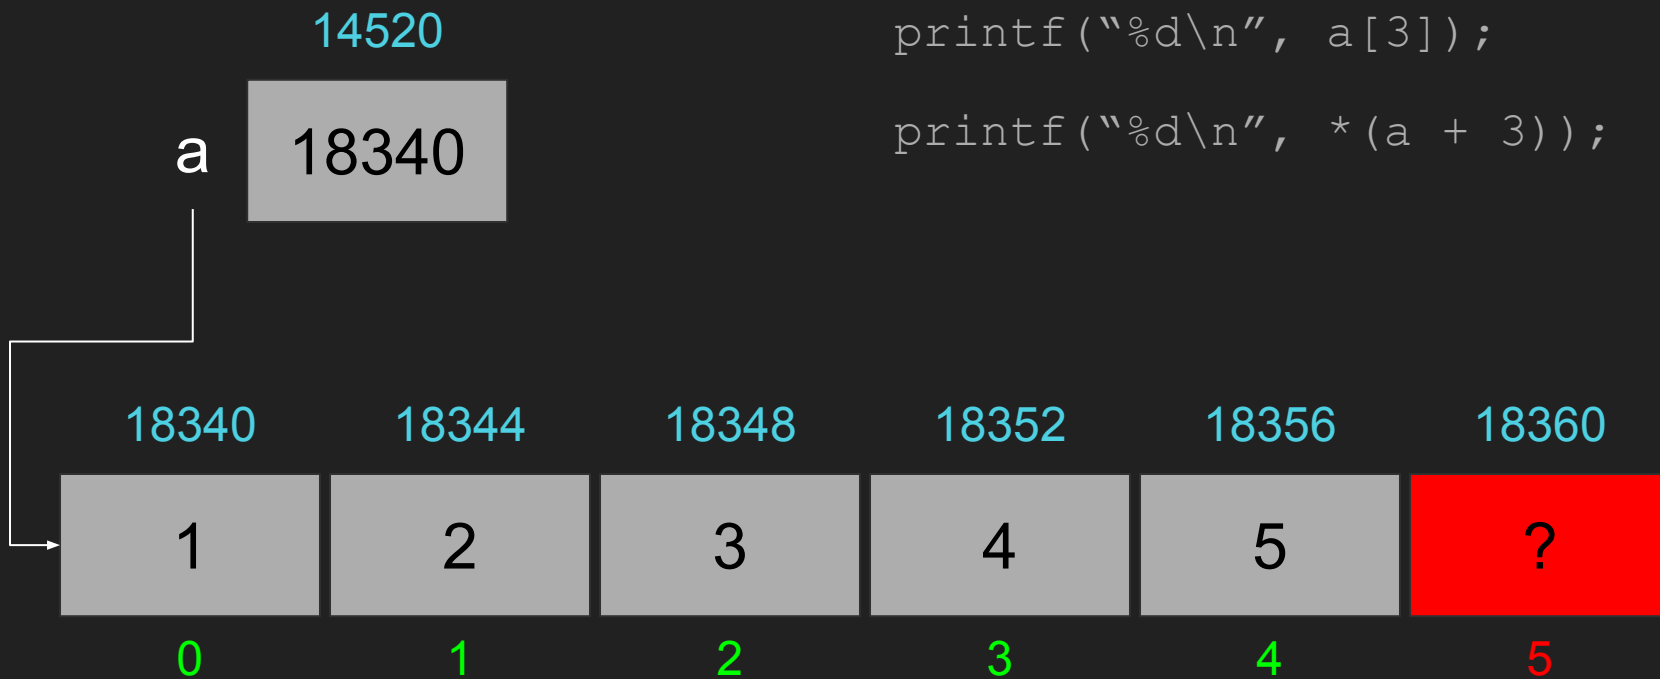 14520
printf(“%d\n”, a[3]);
a 18340
printf(“%d\n”, *(a + 3));
18340 18344 18348 18352 18356 18360
1 2 3 4 5 ?
0 1 2 3 4 5